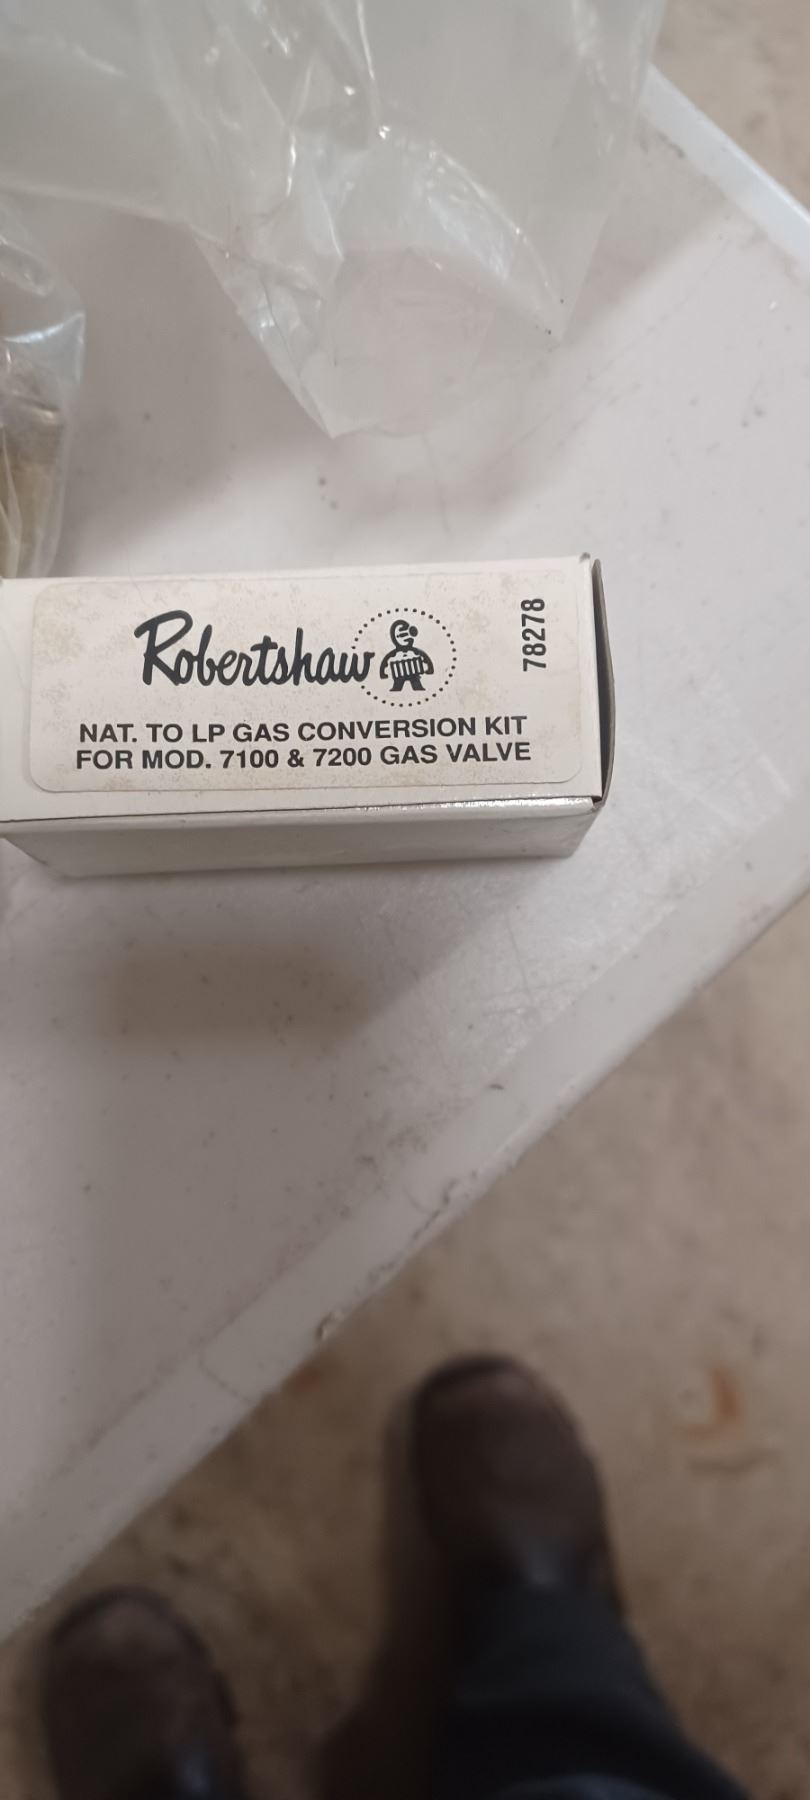 Robertshaw
78278
NAT. TO LP GAS CONVERSION KIT
FOR MOD. 7100 & 7200 GAS VALVE